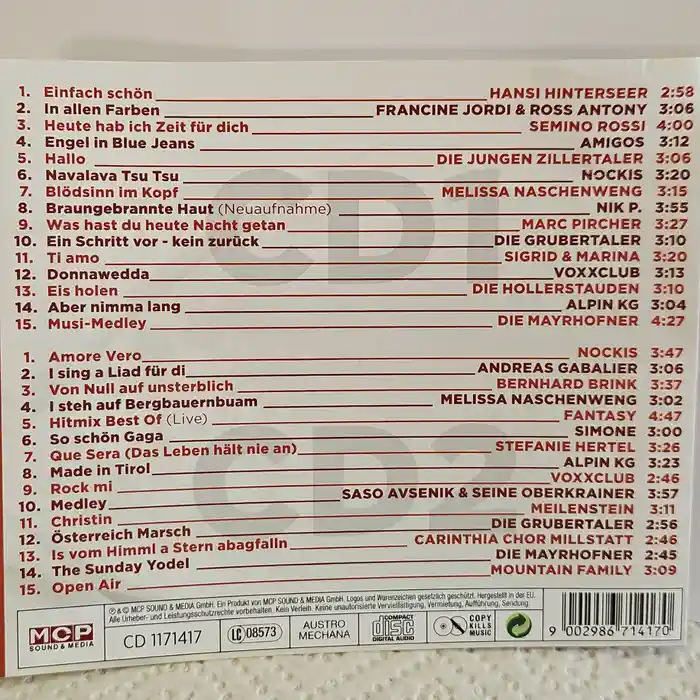 1. Einfach schön HANSI HINTERSEER 2:58
2. In allen Farben FRANCINE JORDI & ROSS ANTONY 3:06
3. Heute hab ich Zeit für dich SEMINO ROSSI 4:00
4. Engel in Blue Jeans AMIGOS 3:12
5. Hallo DIE JUNGEN ZILLERTALER 3:06
6. Navalava Tsu Tsu NOCKIS 3:20
7. Blödsinn im Kopf MELISSA NASCHENWENG 3:15
8. Braungebrannte Haut (Neuaufnahme) NIK P. 3:55
9. Was hast du heute Nacht getan MARC PIRCHER 3:27
10. Ein Schritt vor - kein zurück DIE GRUBERTALER 3:10
11. Ti amo SIGRID & MARINA 3:20
12. Donnawedda VOXXCLUB 3:13
13. Eis holen DIE HOLLERSTAUDEN 3:10
14. Aber nimma lang ALPIN KG 3:04
15. Musi-Medley DIE MAYRHOFNER 4:27
CD1
1. Amore Vero NOCKIS 3:47
2. I sing a Liad für di ANDREAS GABALIER 3:06
3. Von Null auf unsterblich BERNHARD BRINK 3:37
4. I steh auf Bergbauernbuam MELISSA NASCHENWENG 3:02
5. Hitmix Best Of (Live) FANTASY 4:47
6. So schön Gaga SIMONE 3:00
7. Que Sera (Das Leben hält nie an) STEFANIE HERTEL 3:26
8. Made in Tirol ALPIN KG 3:23
9. Rock mi VOXXCLUB 2:46
10. Medley SASO AVSENIK & SEINE OBERKRAINER 3:57
11. Christin MEILENSTEIN 3:11
12. Österreich Marsch DIE GRUBERTALER 2:56
13. Is vom Himml a Stern abagfalln CARINTHIA CHOR MILLSTATT 2:46
14. The Sunday Yodel DIE MAYRHOFNER 2:45
15. Open Air MOUNTAIN FAMILY 3:09
CD2
℗ & © MCP SOUND & MEDIA GmbH. Ein Produkt von MCP SOUND & MEDIA GmbH. Logos und Warenzeichen gesetzlich geschützt. Hergestellt in der EU.
Alle Urheber- und Leistungsschutzrechte vorbehalten. Kein Verleih. Keine unautorisierte Vervielfältigung, Vermietung, Aufführung, Sendung.
MCP
SOUND & MEDIA
CD 1171417
LC 08573
AUSTRO
MECHANA
COMPACT
disc
DIGITAL AUDIO
COPY
KILLS
MUSIC
9 002986 714170